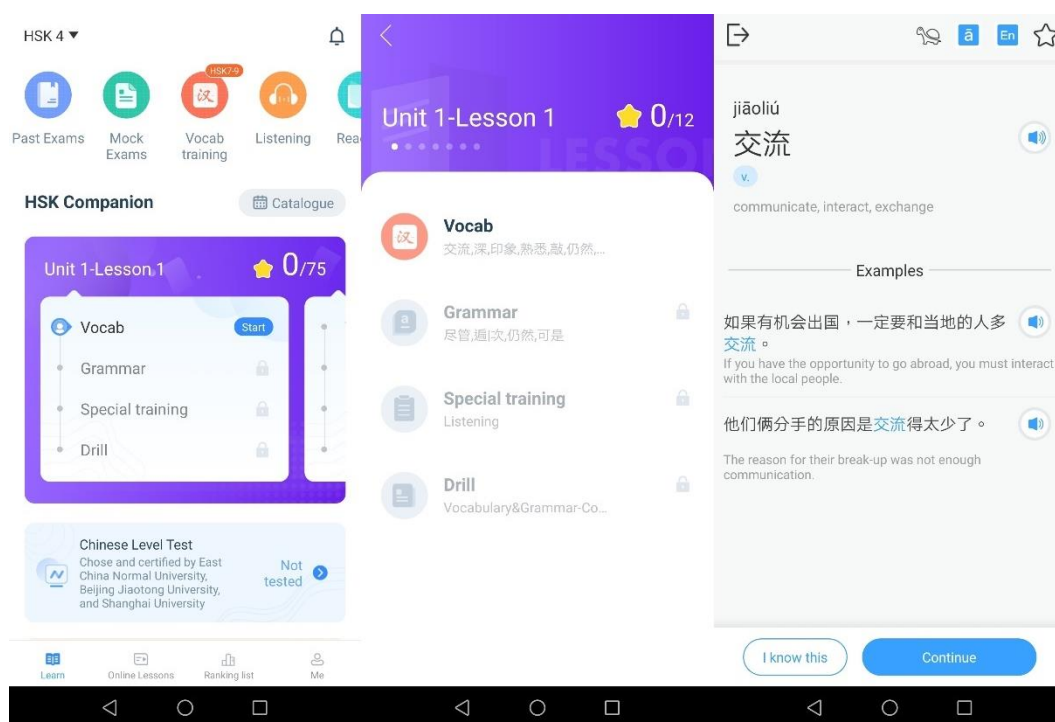 HSK 4 ▼
HSK7-9
汉
Past Exams
Mock
Exams
Vocab
training
Listening
Rea
HSK Companion
Catalogue
Unit 1-Lesson 1
0/75
Vocab
Start
Grammar
Special training
Drill
Chinese Level Test
Chose and certified by East
China Normal University,
Beijing Jiaotong University,
and Shanghai University
Not
tested
Learn
Online Lessons
Ranking list
Me
Unit 1-Lesson 1
0/12
LESSO
汉
Vocab
交流,深,印象,熟悉,敲,仍然,...
a
Grammar
尽管,遍|次,仍然,可是
Special training
Listening
Drill
Vocabulary&Grammar-Co...
ā
En
jiāoliú
交流
v.
communicate, interact, exchange
Examples
如果有机会出国，一定要和当地的人多
交流。
If you have the opportunity to go abroad, you must interact
with the local people.
他们俩分手的原因是交流得太少了。
The reason for their break-up was not enough
communication.
I know this
Continue